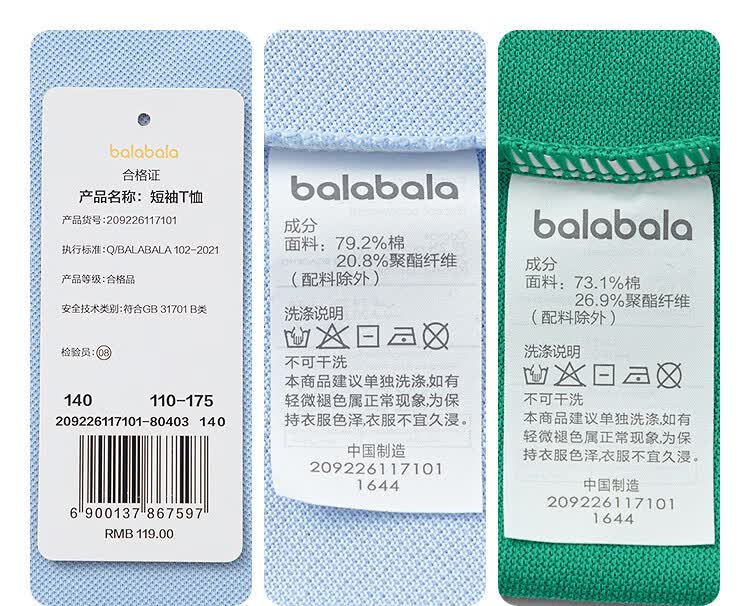 balabala
合格证
产品名称：短袖T恤
产品货号:209226117101
执行标准:Q/BALABALA 102-2021
产品等级:合格品
安全技术类别:符合GB 31701 B类
检验员:08
140 110-175
209226117101-80403 140
6 900137 867597
RMB 119.00
balabala
成分
面料：79.2%棉
20.8%聚酯纤维
（配料除外）
洗涤说明
不可干洗
本商品建议单独洗涤,如有
轻微褪色属正常现象,为保
持衣服色泽,衣服不宜久浸。
中国制造
209226117101
1644
balabala
成分
面料：73.1%棉
26.9%聚酯纤维
（配料除外）
洗涤说明
不可干洗
本商品建议单独洗涤,如有
轻微褪色属正常现象,为保
持衣服色泽,衣服不宜久浸。
中国制造
209226117101
1644